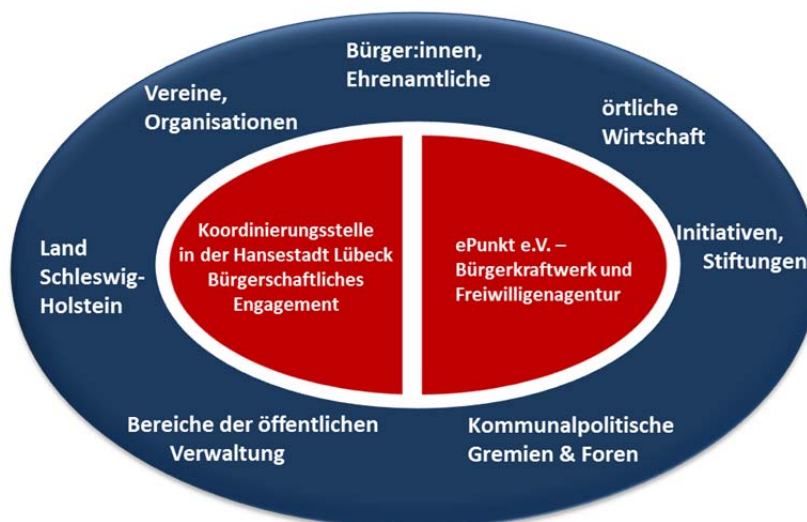 Bürger:innen,
Ehrenamtliche
Vereine,
Organisationen
örtliche
Wirtschaft
Land
Schleswig-
Holstein
Koordinierungsstelle
in der Hansestadt Lübeck
Bürgerschaftliches
Engagement
ePunkt e.V. –
Bürgerkraftwerk und
Freiwilligenagentur
Initiativen,
Stiftungen
Bereiche der öffentlichen
Verwaltung
Kommunalpolitische
Gremien & Foren